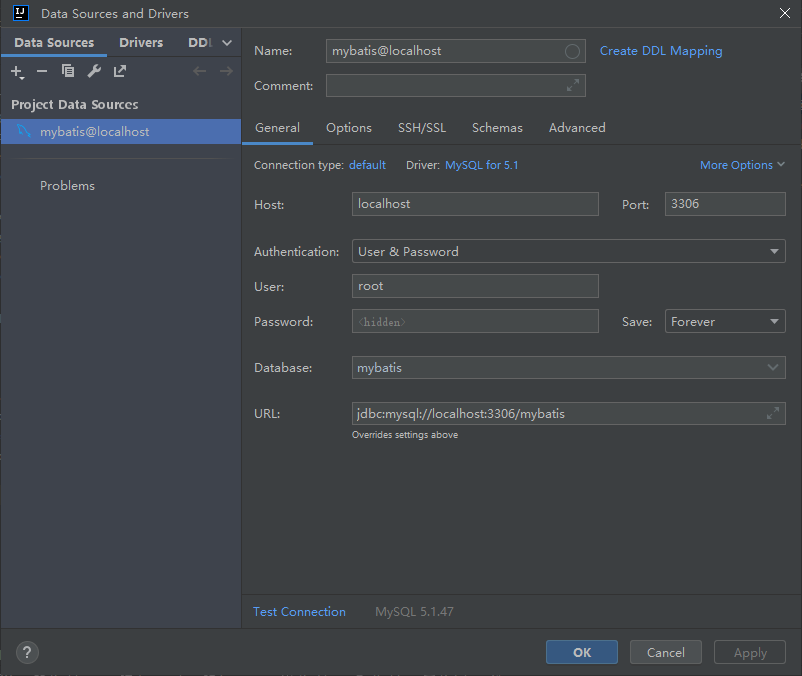 Data Sources and Drivers
Data Sources Drivers DDL
Project Data Sources
mybatis@localhost
Problems
Name: mybatis@localhost Create DDL Mapping
Comment:
General Options SSH/SSL Schemas Advanced
Connection type: default Driver: MySQL for 5.1 More Options
Host: localhost Port: 3306
Authentication: User & Password
User: root
Password: <hidden> Save: Forever
Database: mybatis
URL: jdbc:mysql://localhost:3306/mybatis
Overrides settings above
Test Connection MySQL 5.1.47
? OK Cancel Apply